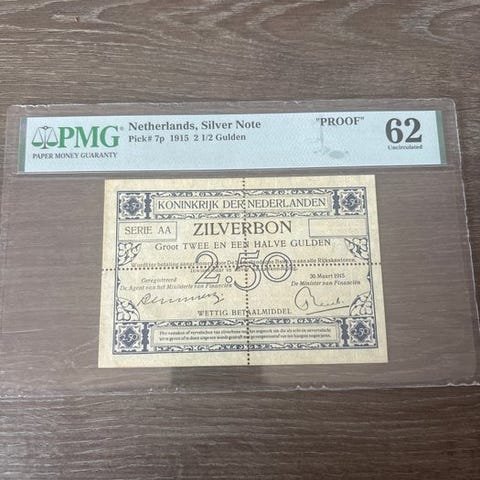 PMG
PAPER MONEY GUARANTY
Netherlands, Silver Note
Pick# 7p 1915 2 1/2 Gulden
"PROOF"
62
Uncirculated
KONINKRIJK DER NEDERLANDEN
SERIE AA
ZILVERBON
Groot TWEE EN EEN HALVE GULDEN
2.50
Geregistreerd
De Agent van het Ministerie van Financiën
30 Maart 1915
De Minister van Financiën
WETTIG BETAALMIDDEL